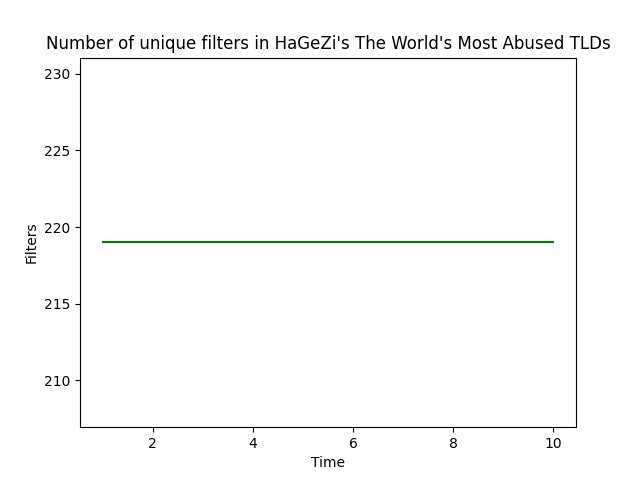 Number of unique filters in HaGeZi's The World's Most Abused TLDs
230
225
220
215
210
Filters
2 4 6 8 10
Time